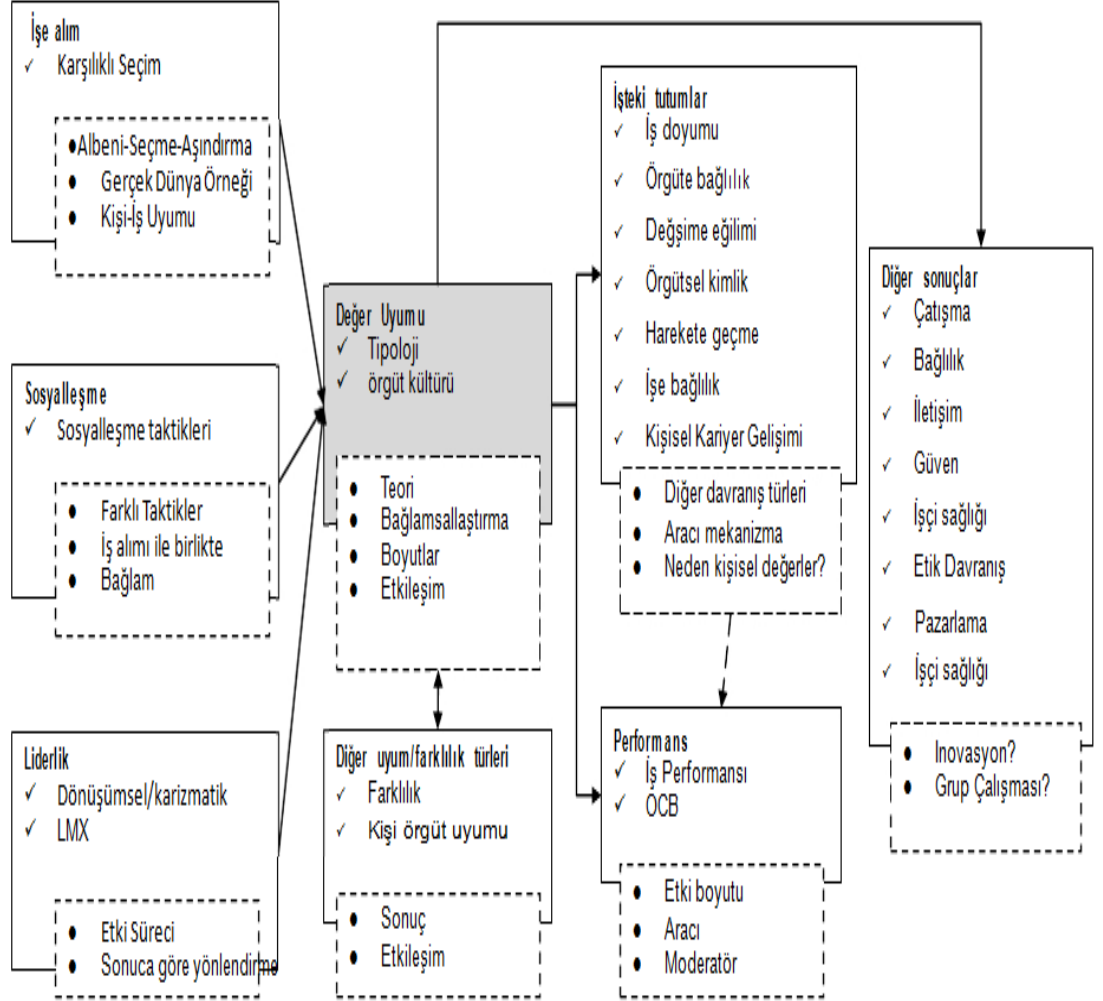 İşe alım
✓ Karşılıklı Seçim
●Albeni-Seçme-Aşındırma
● Gerçek Dünya Örneği
● Kişi-İş Uyumu
Sosyalleşme
✓ Sosyalleşme taktikleri
● Farklı Taktikler
● İş alımı ile birlikte
● Bağlam
Liderlik
✓ Dönüşümsel/karizmatik
✓ LMX
● Etki Süreci
● Sonuca göre yönlendirme
Değer Uyumu
✓ Tipoloji
✓ örgüt kültürü
● Teori
● Bağlamsallaştırma
● Boyutlar
● Etkileşim
Diğer uyum/farklılık türleri
✓ Farklılık
✓ Kişi örgüt uyumu
● Sonuç
● Etkileşim
İşteki tutumlar
✓ İş doyumu
✓ Örgüte bağlılık
✓ Değşime eğilimi
✓ Örgütsel kimlik
✓ Harekete geçme
✓ İşe bağlılık
✓ Kişisel Kariyer Gelişimi
● Diğer davranış türleri
● Aracı mekanizma
● Neden kişisel değerler?
Performans
✓ İş Performansı
✓ ÖCB
● Etki boyutu
● Aracı
● Moderatör
Diğer sonuçlar
✓ Çatışma
✓ Bağlılık
✓ İletişim
✓ Güven
✓ İşçi sağlığı
✓ Etik Davranış
✓ Pazarlama
✓ İşçi sağlığı
● Inovasyon?
● Grup Çalışması?